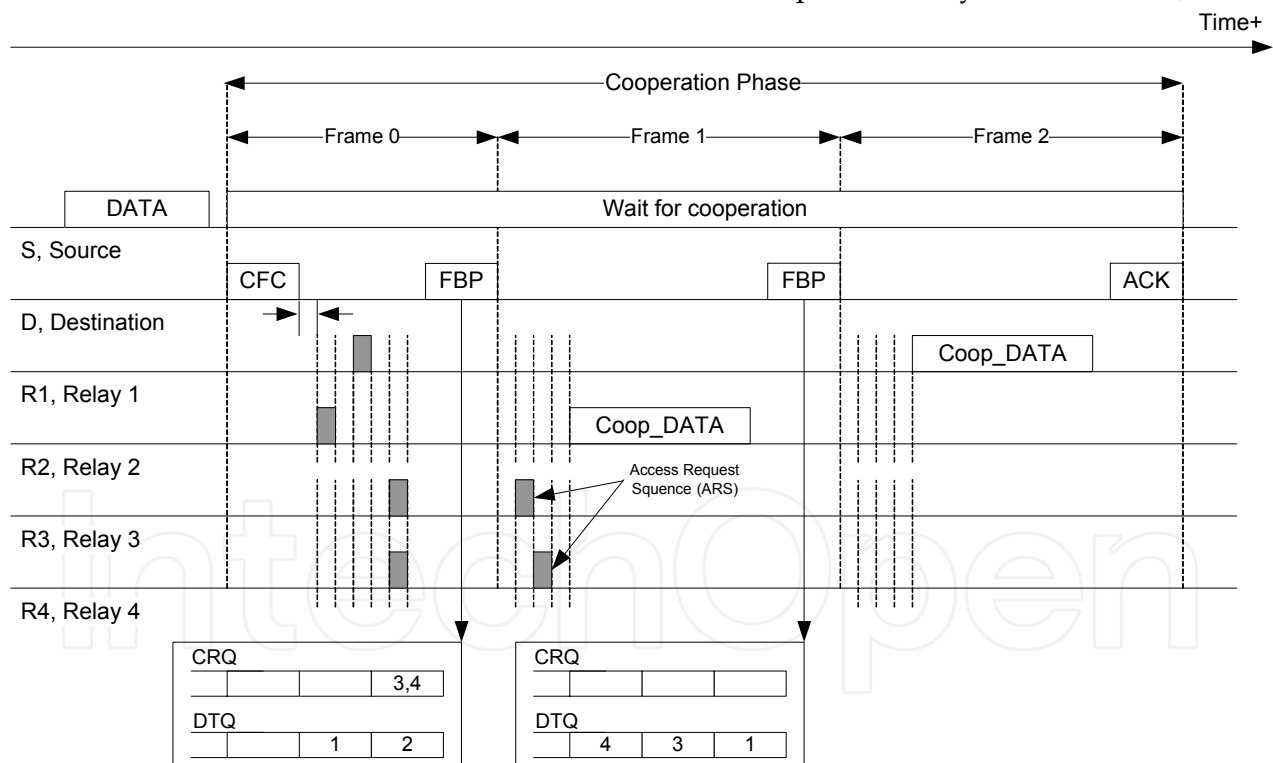 Time+
Cooperation Phase
Frame 0
Frame 1
Frame 2
DATA
Wait for cooperation
S, Source
CFC
FBP
FBP
ACK
D, Destination
Coop_DATA
R1, Relay 1
Coop_DATA
R2, Relay 2
Access Request
Squence (ARS)
R3, Relay 3
R4, Relay 4
intechOpen
CRQ
3,4
DTQ
1 2
CRQ
DTQ
4 3 1